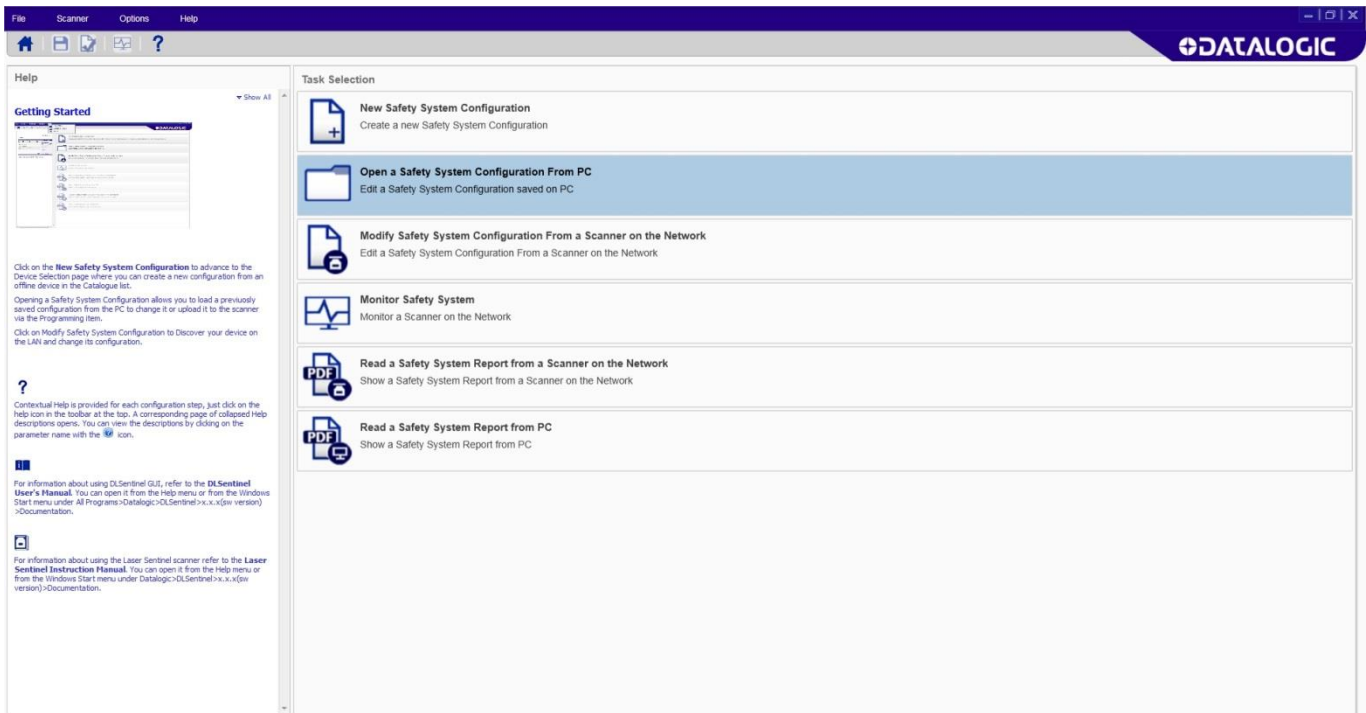 File Scanner Options Help
DATALOGIC
Help
Show All
Getting Started
Click on the New Safety System Configuration to advance to the
Device Selection page where you can create a new configuration from an
offline device in the Catalogue list.
Opening a Safety System Configuration allows you to load a previuosly
saved configuration from the PC to change it or upload it to the scanner
via the Programming item.
Click on Modify Safety System Configuration to Discover your device on
the LAN and change its configuration.
?
Contextual Help is provided for each configuration step, just click on the
help icon in the toolbar at the top. A corresponding page of collapsed Help
descriptions opens. You can view the descriptions by clicking on the
parameter name with the icon.
For information about using DLSentinel GUI, refer to the DLSentinel
User's Manual. You can open it from the Help menu or from the Windows
Start menu under All Programs>Datalogic>DLSentinel>x.x.x(sw version)
>Documentation.
For information about using the Laser Sentinel scanner refer to the Laser
Sentinel Instruction Manual. You can open it from the Help menu or
from the Windows Start menu under Datalogic>DLSentinel>x.x.x(sw
version)>Documentation.
Task Selection
New Safety System Configuration
Create a new Safety System Configuration
Open a Safety System Configuration From PC
Edit a Safety System Configuration saved on PC
Modify Safety System Configuration From a Scanner on the Network
Edit a Safety System Configuration From a Scanner on the Network
Monitor Safety System
Monitor a Scanner on the Network
PDF
Read a Safety System Report from a Scanner on the Network
Show a Safety System Report from a Scanner on the Network
PDF
Read a Safety System Report from PC
Show a Safety System Report from PC